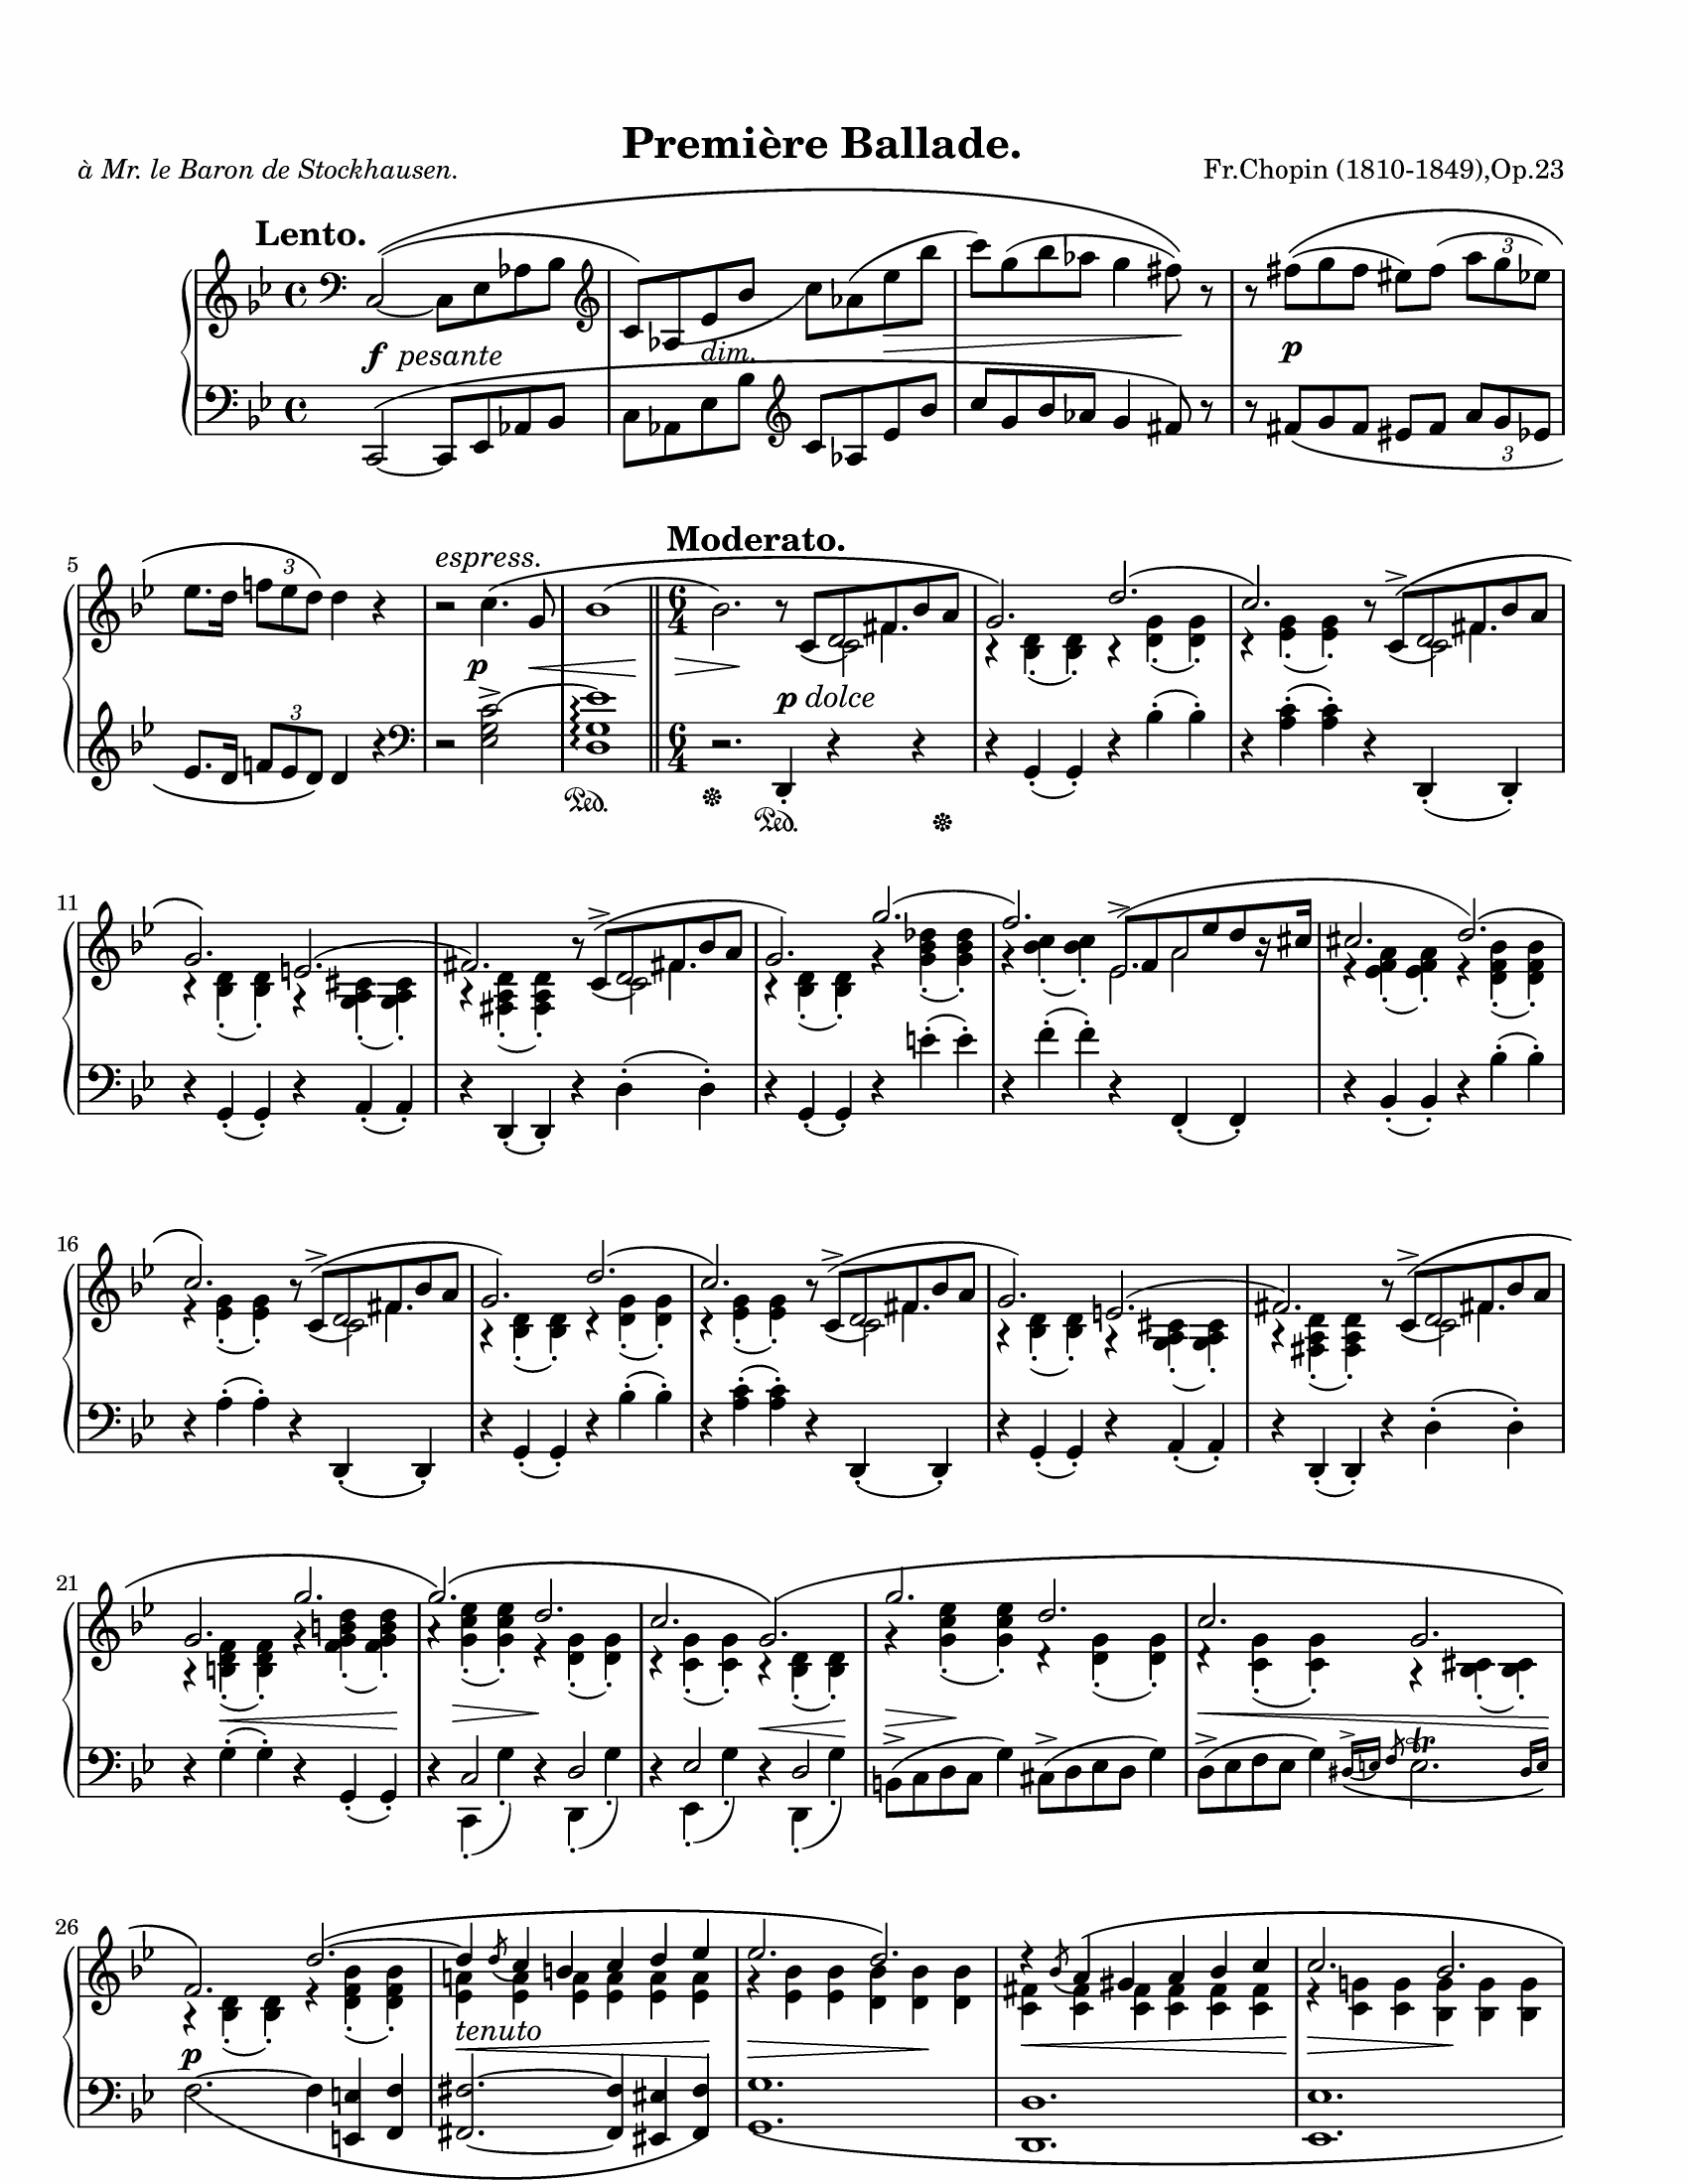 Première Ballade.
à Mr. le Baron de Stockhausen.
Fr.Chopin (1810-1849),Op.23
Lento.
f pesante
dim.
p
3
3
5
3
espress.
Moderato.
p
3
p dolce
Ped.
Ped.
11
16
21
tr
26
p
tenuto